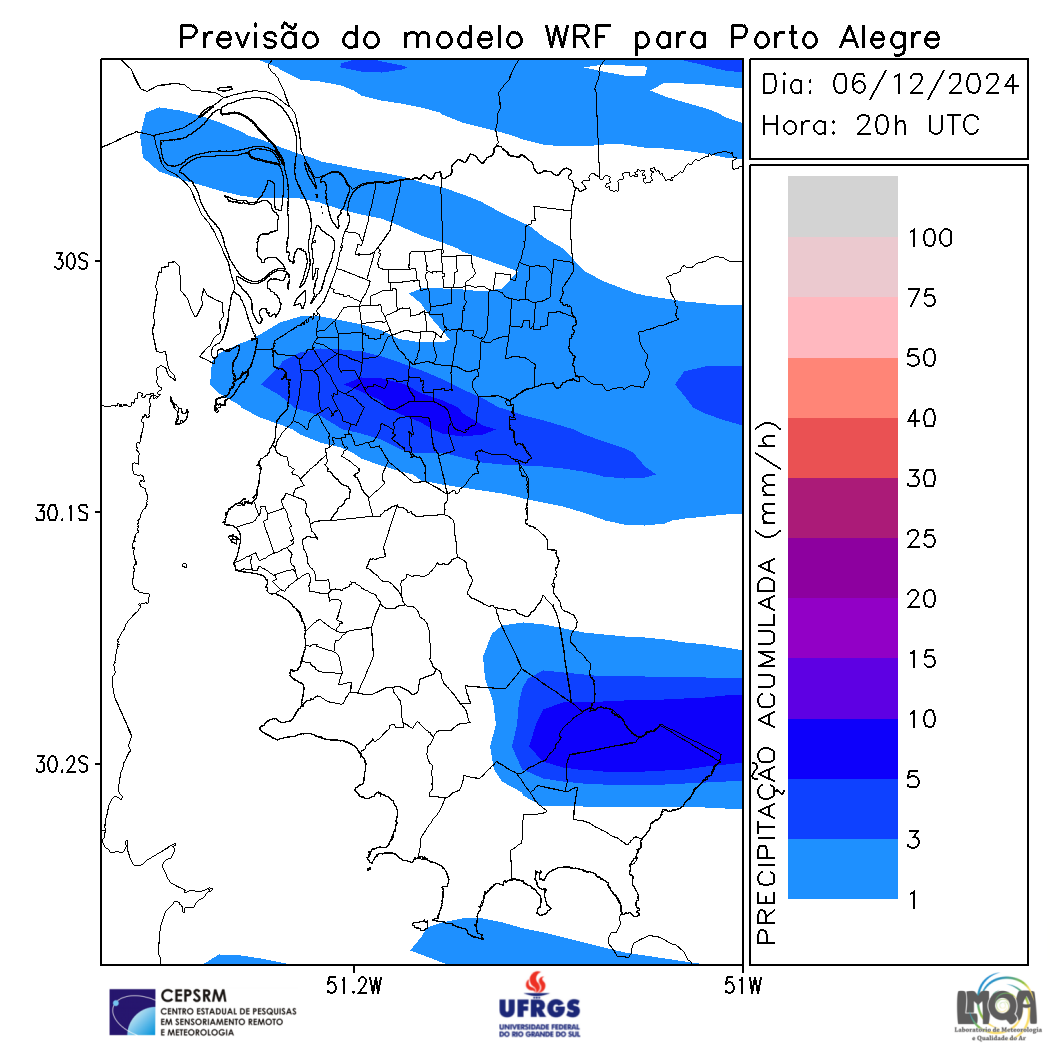 Previsão do modelo WRF para Porto Alegre
Dia: 06/12/2024
Hora: 20h UTC
30S
30.1S
30.2S
51.2W
51W
PRECIPITAÇÃO ACUMULADA (mm/h)
100
75
50
40
30
25
20
15
10
5
3
1
CEPSRM
CENTRO ESTADUAL DE PESQUISAS
EM SENSORIAMENTO REMOTO
E METEOROLOGIA
UFRGS
UNIVERSIDADE FEDERAL
DO RIO GRANDE DO SUL
LMQA
Laboratório de Meteorologia
e Qualidade do Ar